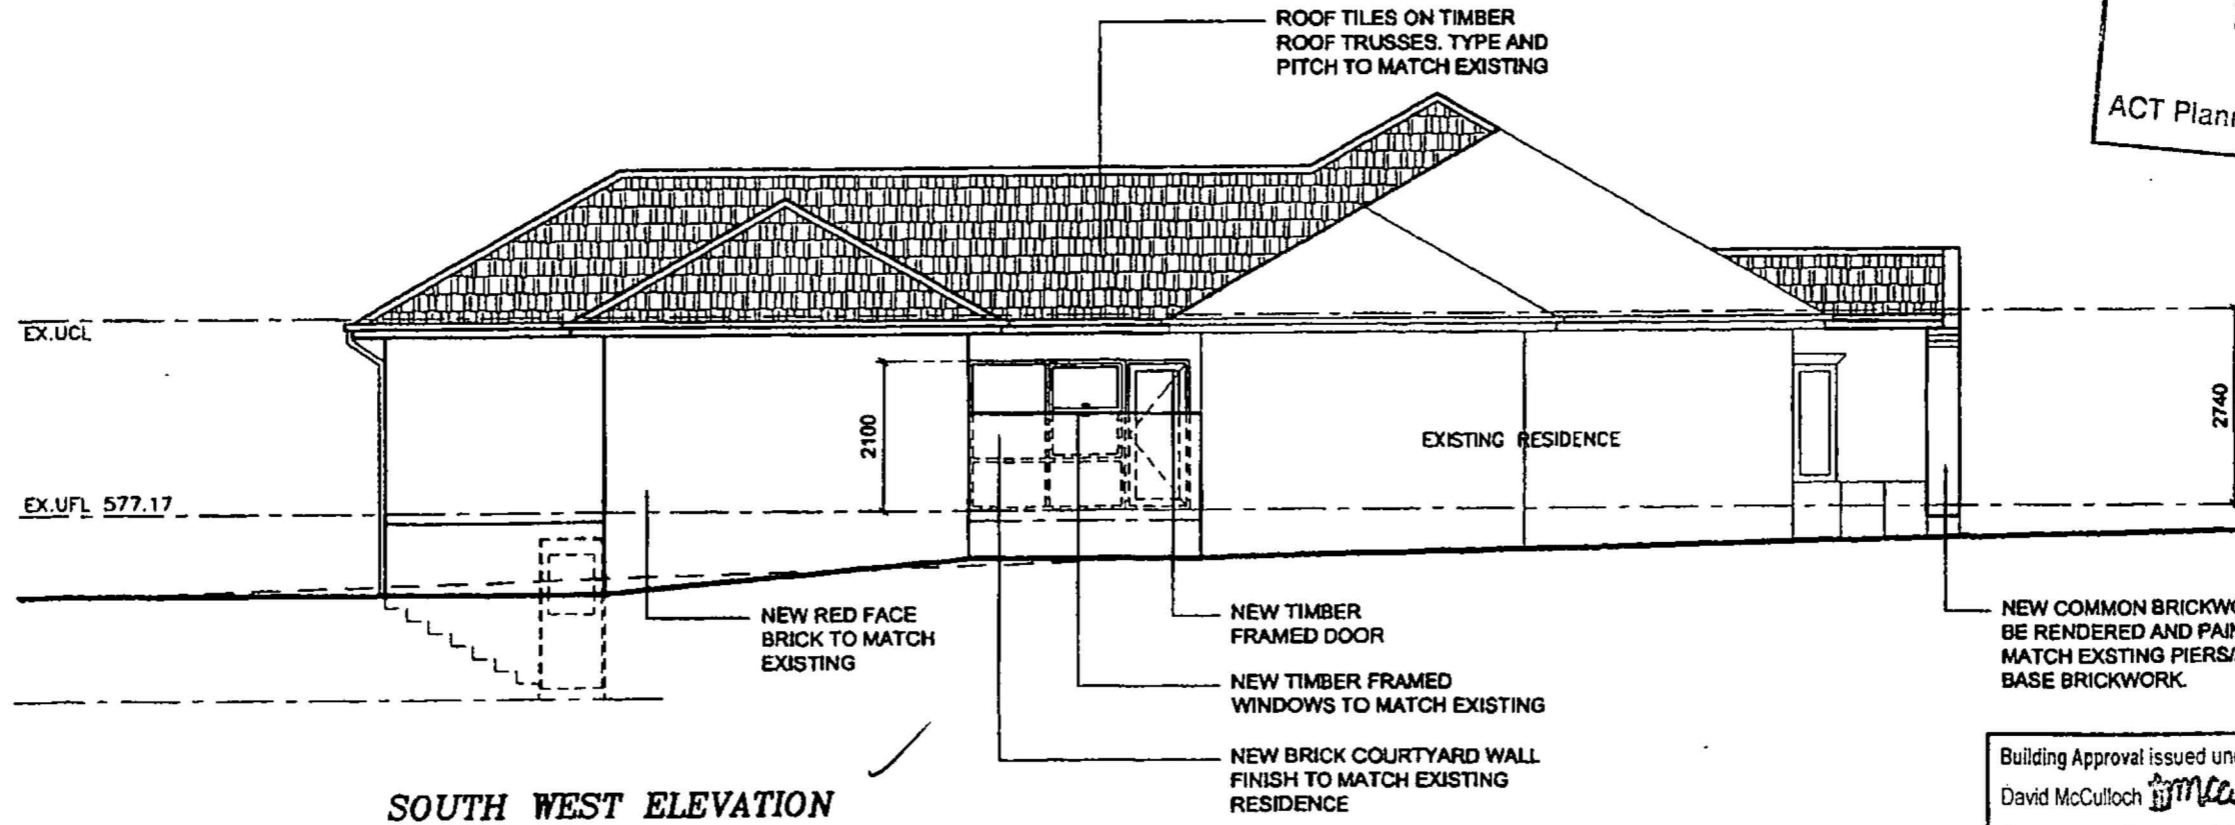 ROOF TILES ON TIMBER
ROOF TRUSSES. TYPE AND
PITCH TO MATCH EXISTING
ACT Plann
EX.UCL
2100
2740
EXISTING RESIDENCE
EX.UFL 577.17
NEW RED FACE
BRICK TO MATCH
EXISTING
NEW TIMBER
FRAMED DOOR
NEW TIMBER FRAMED
WINDOWS TO MATCH EXISTING
NEW BRICK COURTYARD WALL
FINISH TO MATCH EXISTING
RESIDENCE
NEW COMMON BRICKWO
BE RENDERED AND PAIN
MATCH EXSTING PIERS/
BASE BRICKWORK.
SOUTH WEST ELEVATION
Building Approval issued und
David McCulloch